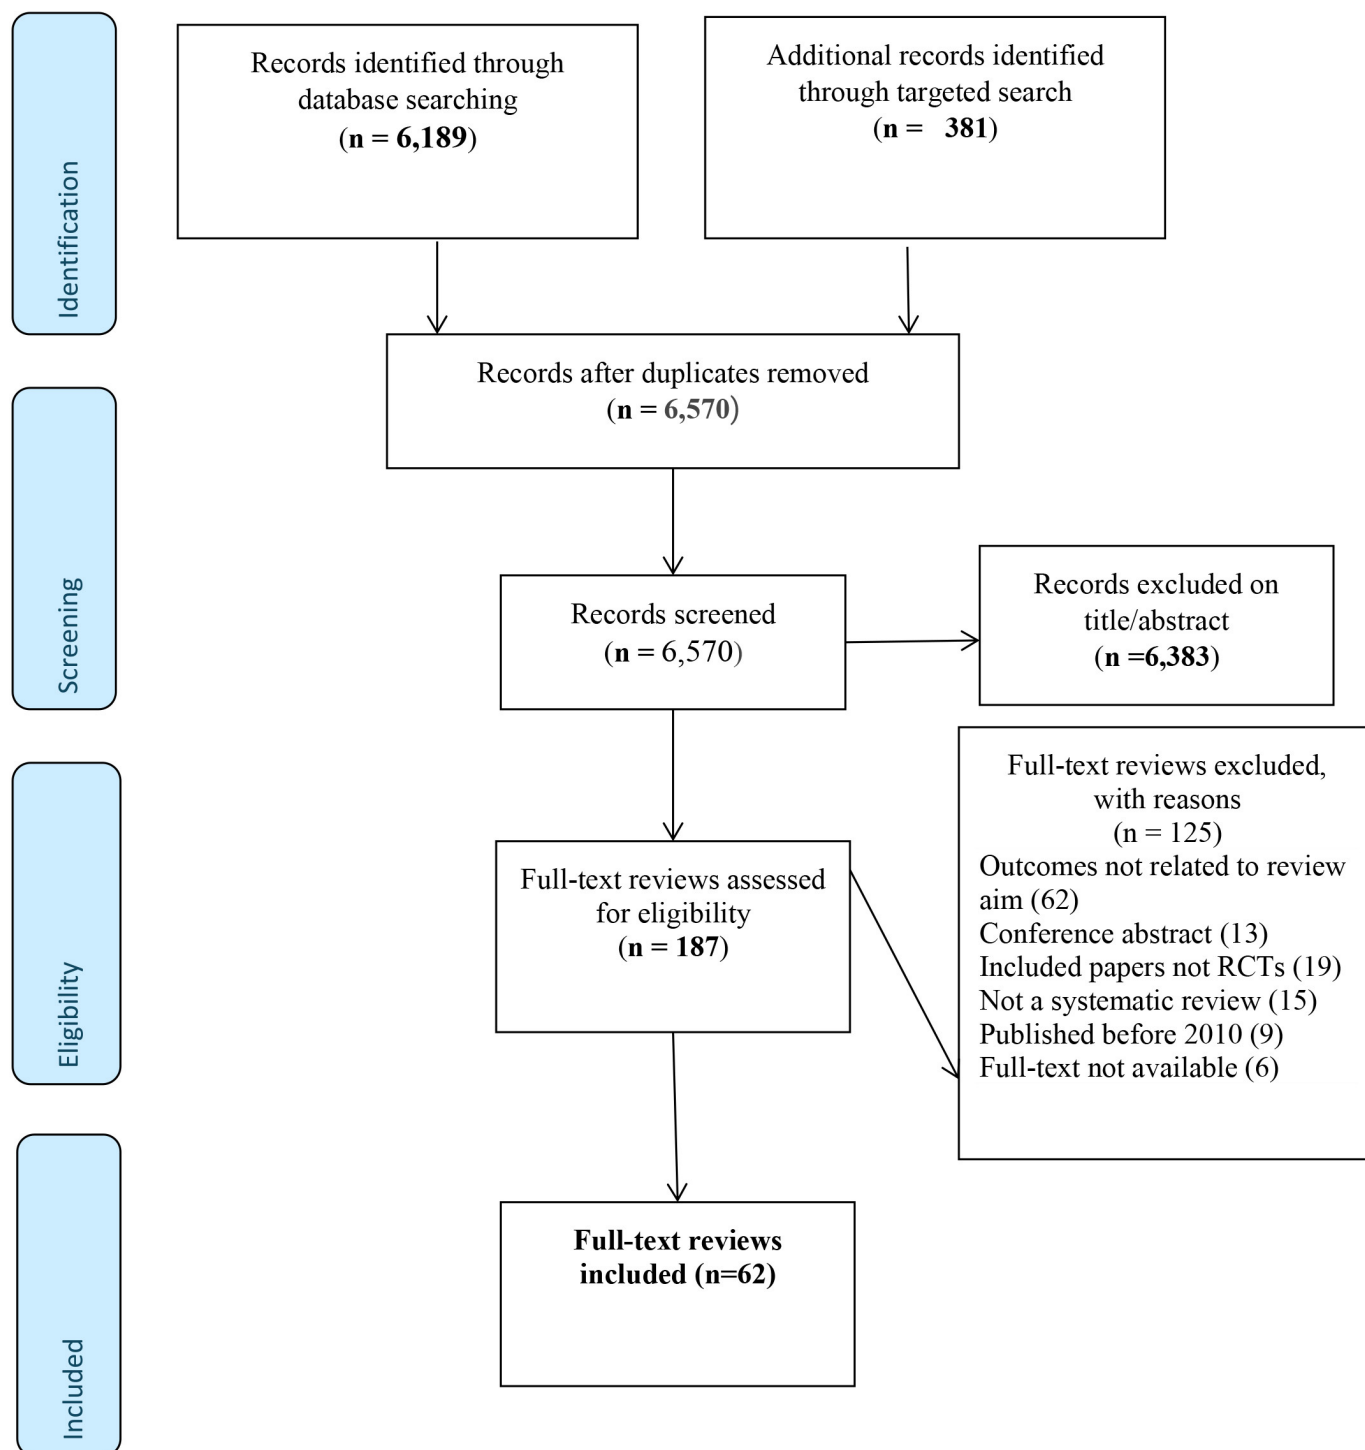 Identification
Records identified through
database searching
(n = 6,189)
Additional records identified
through targeted search
(n = 381)
Records after duplicates removed
(n = 6,570)
Screening
Records screened
(n = 6,570)
Records excluded on
title/abstract
(n =6,383)
Eligibility
Full-text reviews assessed
for eligibility
(n = 187)
Full-text reviews excluded,
with reasons
(n = 125)
Outcomes not related to review
aim (62)
Conference abstract (13)
Included papers not RCTs (19)
Not a systematic review (15)
Published before 2010 (9)
Full-text not available (6)
Included
Full-text reviews
included (n=62)